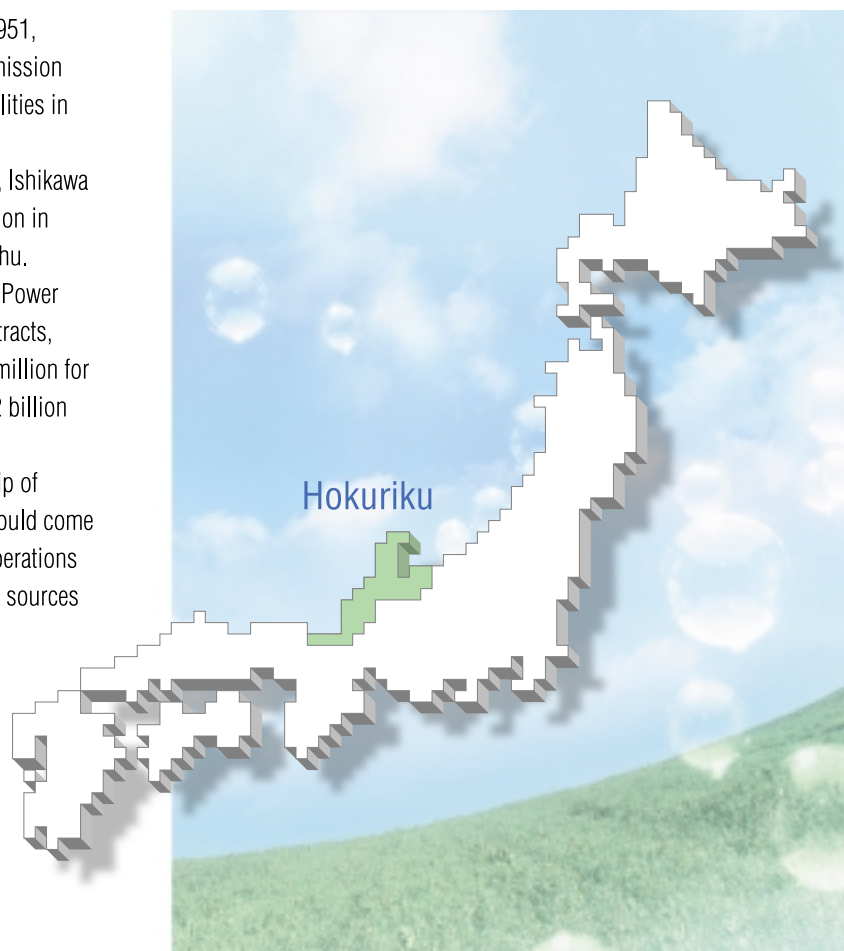 951,
mission
lities in
, Ishikawa
on in
hu.
Power
tracts,
million for
2 billion
ip of
ould come
perations
sources
Hokuriku